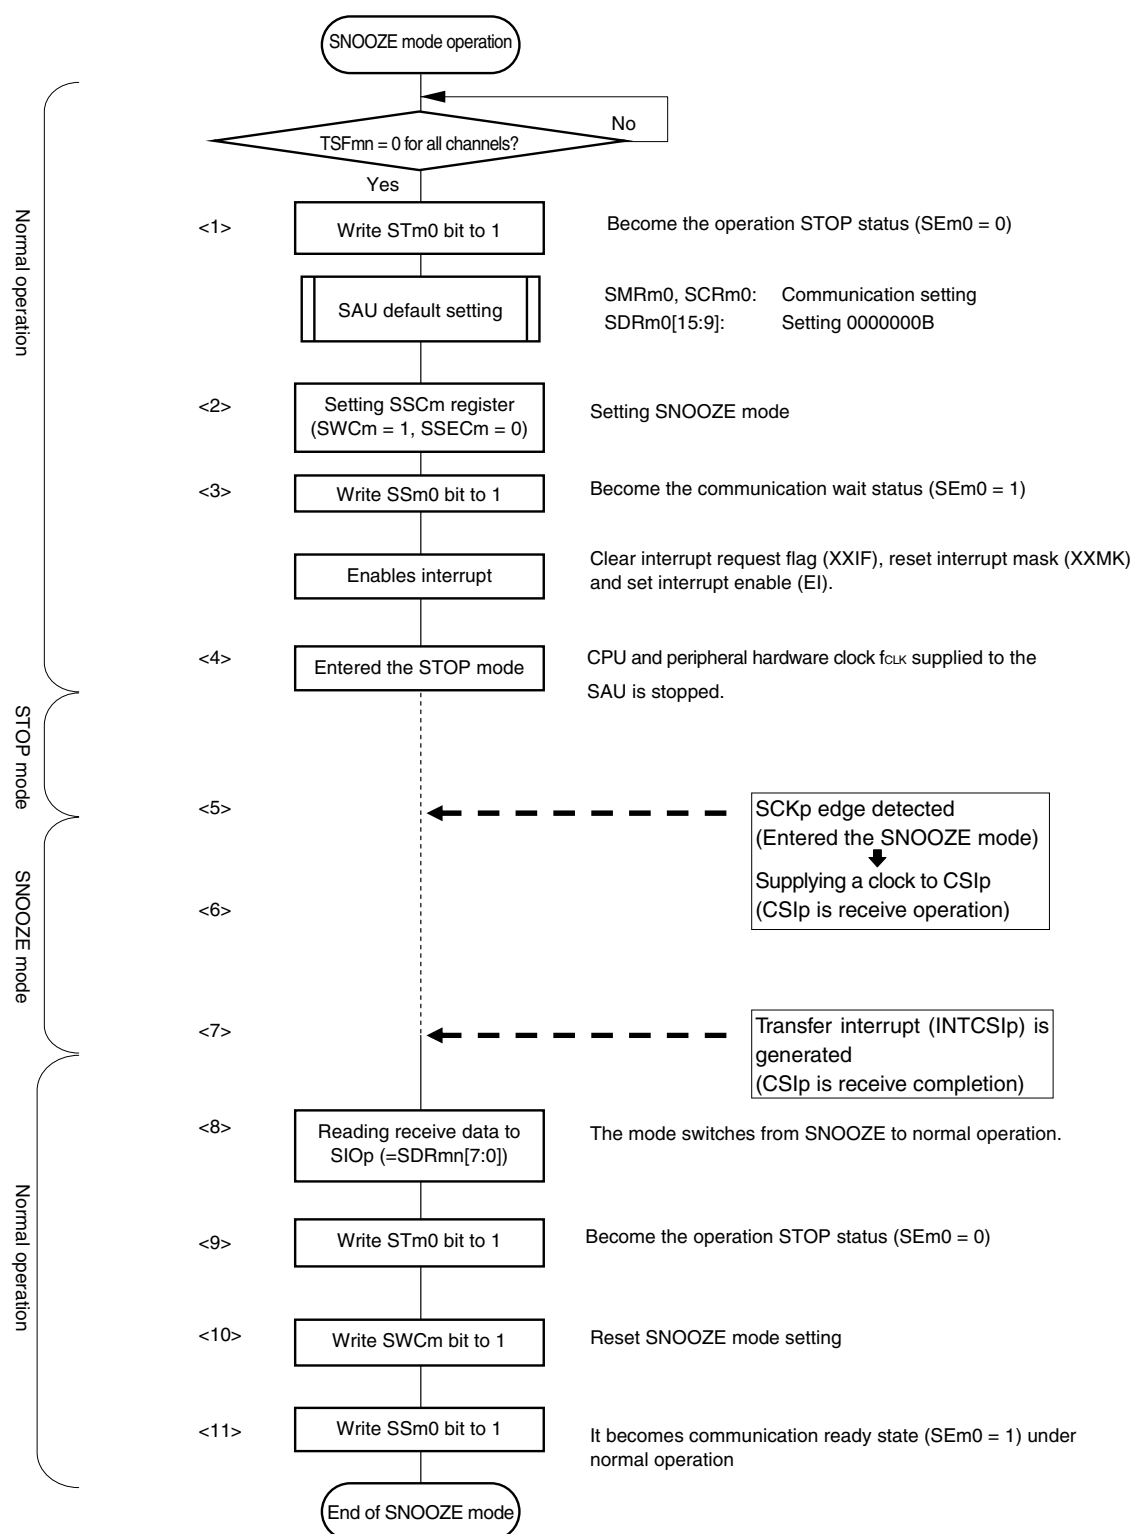 SNOOZE mode operation
TSFmn = 0 for all channels?
No
Yes
Normal operation
<1>
Write STm0 bit to 1
Become the operation STOP status (SEm0 = 0)
SAU default setting
SMRm0, SCRm0: Communication setting
SDRm0[15:9]: Setting 0000000B
<2>
Setting SSCm register
(SWCm = 1, SSECm = 0)
Setting SNOOZE mode
<3>
Write SSm0 bit to 1
Become the communication wait status (SEm0 = 1)
Enables interrupt
Clear interrupt request flag (XXIF), reset interrupt mask (XXMK)
and set interrupt enable (EI).
<4>
Entered the STOP mode
CPU and peripheral hardware clock fCLK supplied to the
SAU is stopped.
STOP mode
<5>
SCKp edge detected
(Entered the SNOOZE mode)
Supplying a clock to CSIp
(CSIp is receive operation)
SNOOZE mode
<6>
<7>
Transfer interrupt (INTCSIp) is
generated
(CSIp is receive completion)
Normal operation
<8>
Reading receive data to
SIOp (=SDRmn[7:0])
The mode switches from SNOOZE to normal operation.
<9>
Write STm0 bit to 1
Become the operation STOP status (SEm0 = 0)
<10>
Write SWCm bit to 1
Reset SNOOZE mode setting
<11>
Write SSm0 bit to 1
It becomes communication ready state (SEm0 = 1) under
normal operation
End of SNOOZE mode